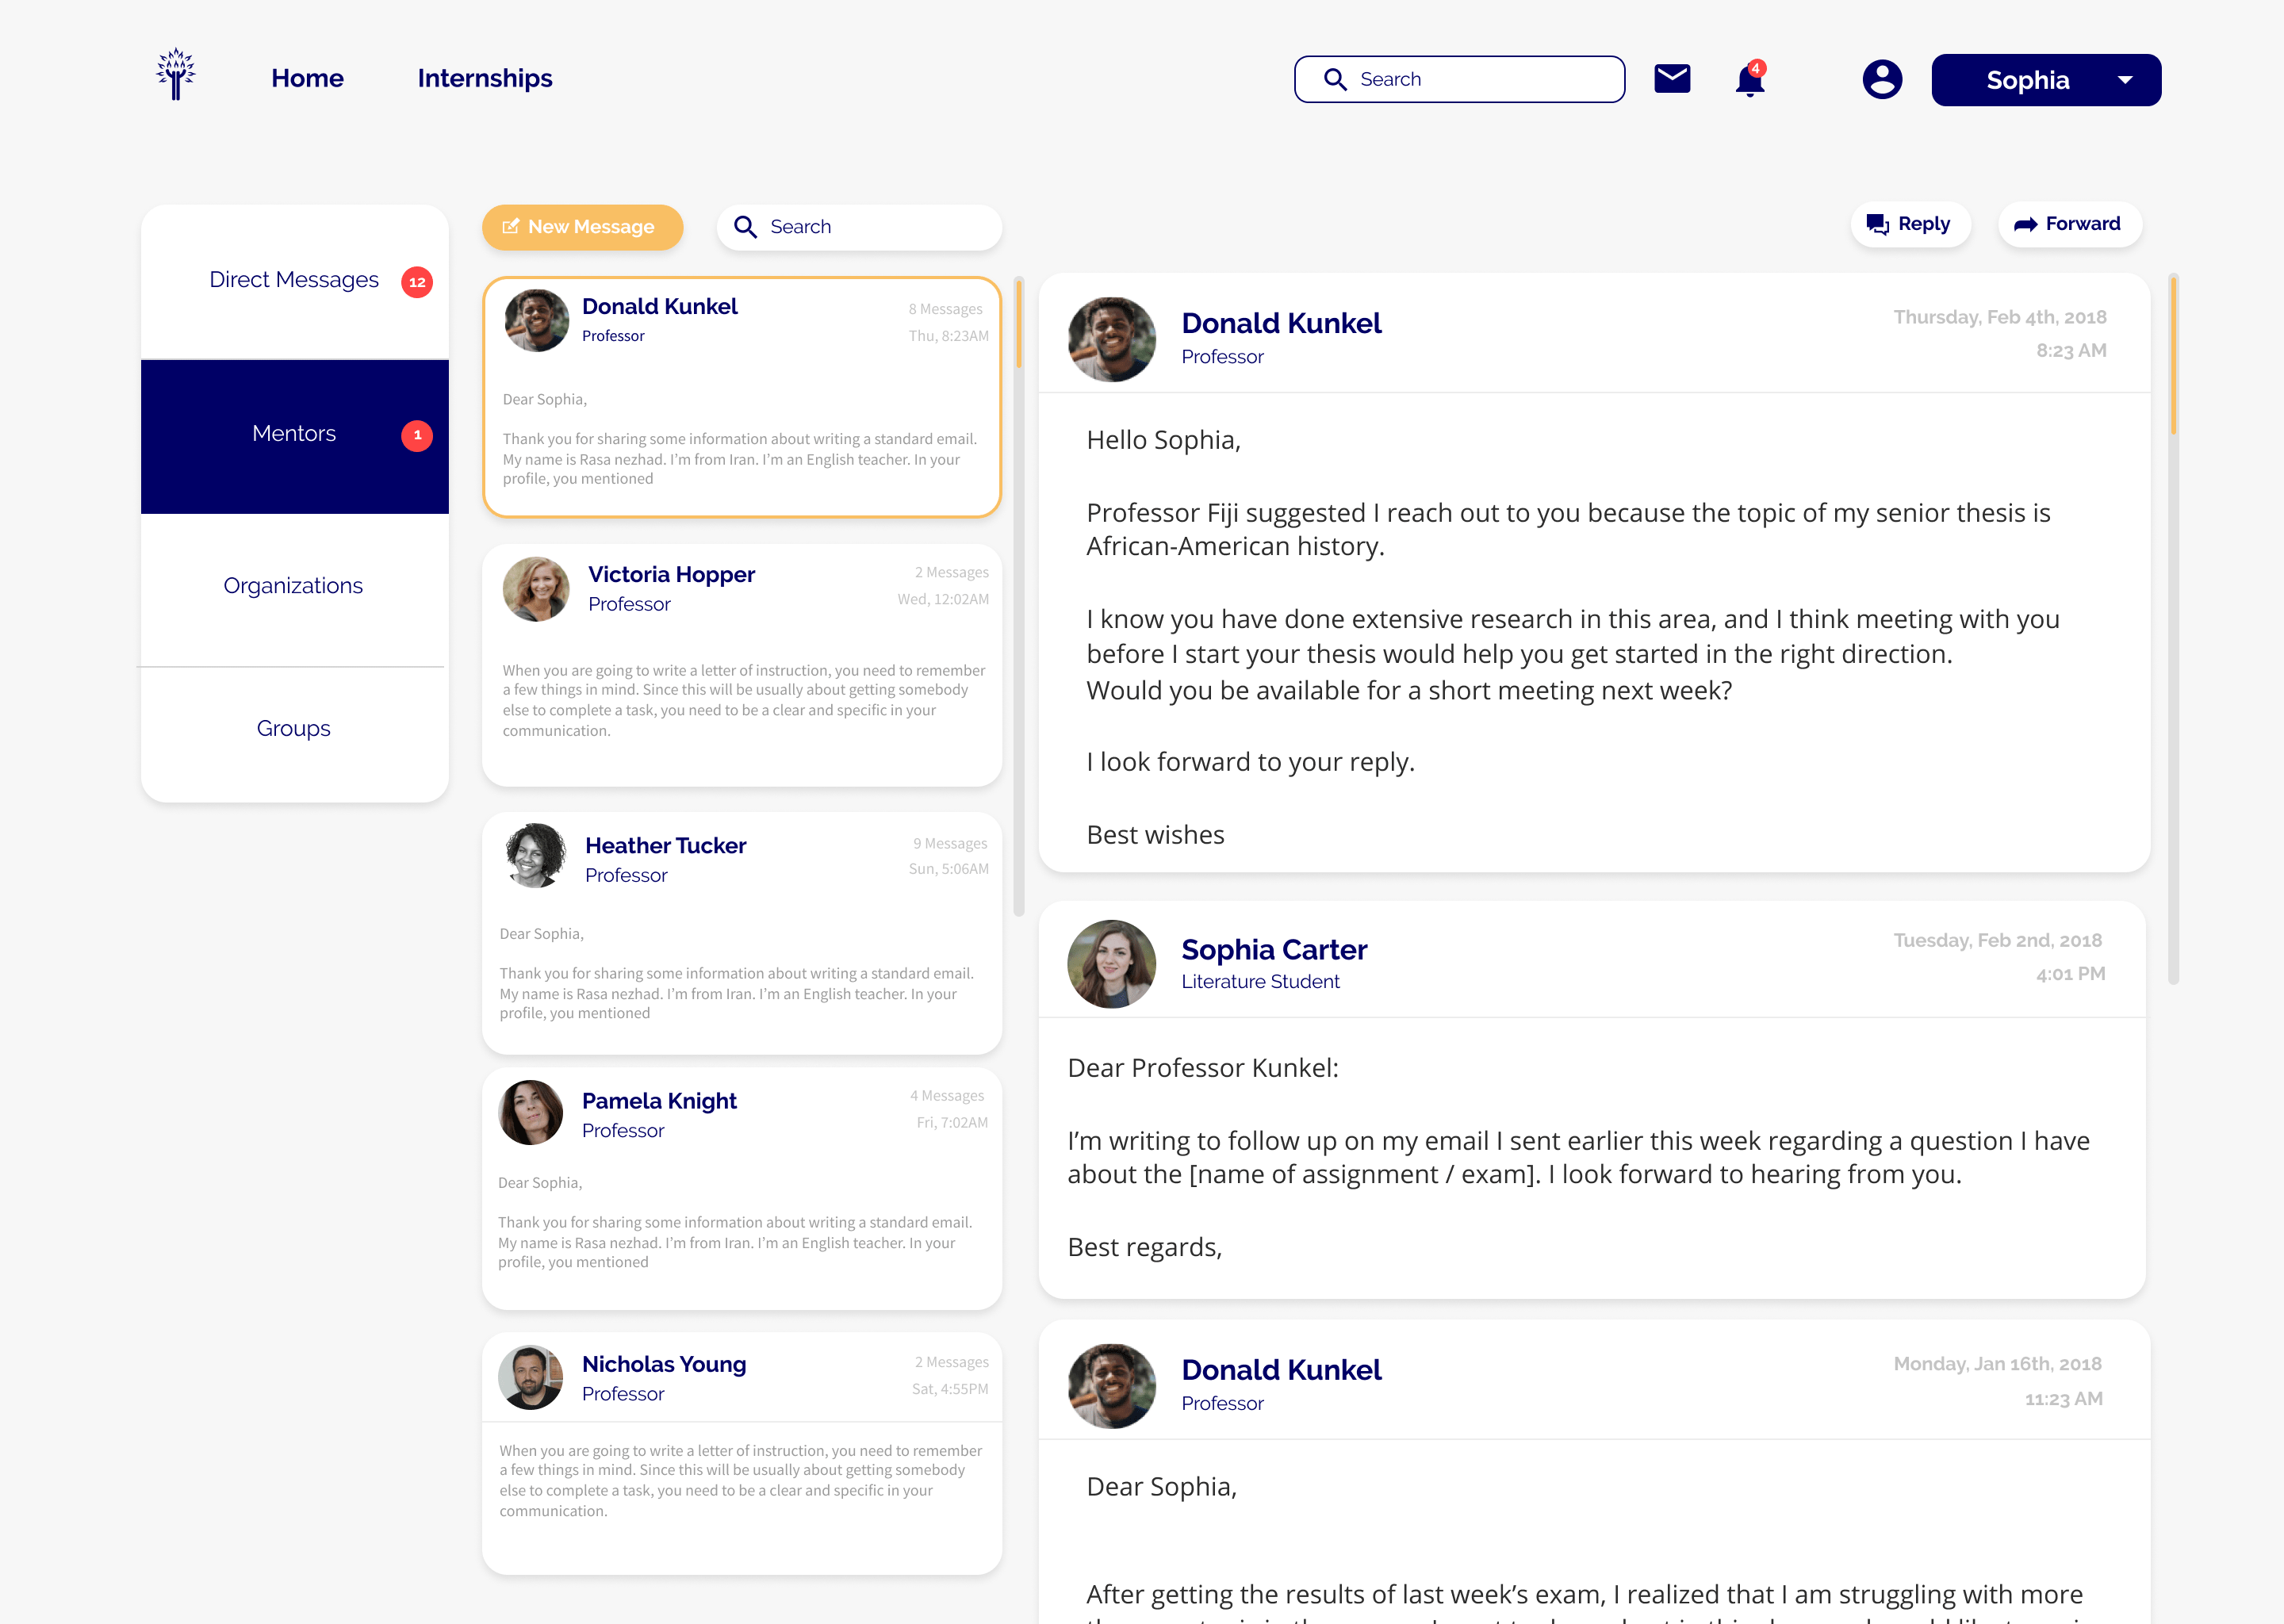 Home
Internships
Search
4
Sophia
Direct Messages
12
Mentors
1
Organizations
Groups
New Message
Search
Donald Kunkel
Professor
8 Messages
Thu, 8:23AM
Dear Sophia,
Thank you for sharing some information about writing a standard email.
My name is Rasa nezhad. I'm from Iran. I'm an English teacher. In your
profile, you mentioned
Victoria Hopper
Professor
2 Messages
Wed, 12:02AM
When you are going to write a letter of instruction, you need to remember
a few things in mind. Since this will be usually about getting somebody
else to complete a task, you need to be a clear and specific in your
communication.
Heather Tucker
Professor
9 Messages
Sun, 5:06AM
Dear Sophia,
Thank you for sharing some information about writing a standard email.
My name is Rasa nezhad. I'm from Iran. I'm an English teacher. In your
profile, you mentioned
Pamela Knight
Professor
4 Messages
Fri, 7:02AM
Dear Sophia,
Thank you for sharing some information about writing a standard email.
My name is Rasa nezhad. I'm from Iran. I'm an English teacher. In your
profile, you mentioned
Nicholas Young
Professor
2 Messages
Sat, 4:55PM
When you are going to write a letter of instruction, you need to remember
a few things in mind. Since this will be usually about getting somebody
else to complete a task, you need to be a clear and specific in your
communication.
Reply
Forward
Donald Kunkel
Professor
Thursday, Feb 4th, 2018
8:23 AM
Hello Sophia,
Professor Fiji suggested I reach out to you because the topic of my senior thesis is
African-American history.
I know you have done extensive research in this area, and I think meeting with you
before I start your thesis would help you get started in the right direction.
Would you be available for a short meeting next week?
I look forward to your reply.
Best wishes
Sophia Carter
Literature Student
Tuesday, Feb 2nd, 2018
4:01 PM
Dear Professor Kunkel:
I'm writing to follow up on my email I sent earlier this week regarding a question I have
about the [name of assignment / exam]. I look forward to hearing from you.
Best regards,
Donald Kunkel
Professor
Monday, Jan 16th, 2018
11:23 AM
Dear Sophia,
After getting the results of last week's exam, I realized that I am struggling with more